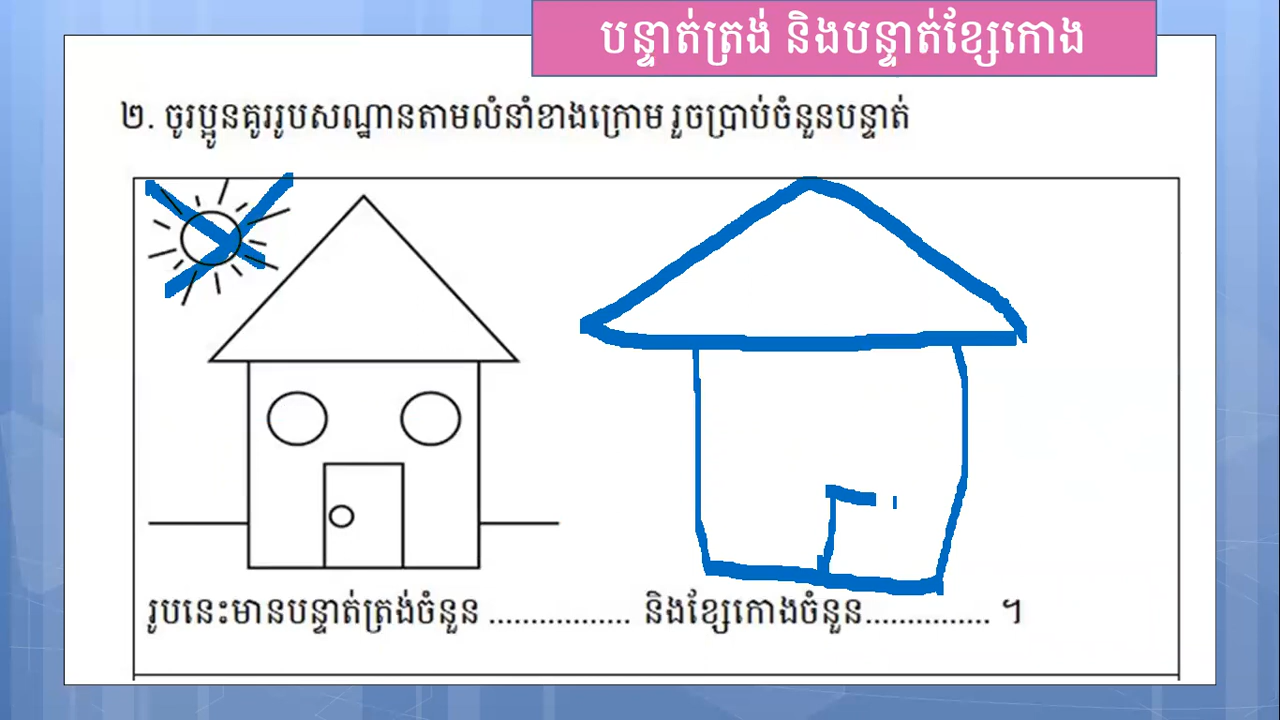 បន្ទាត់ត្រង់ និងបន្ទាត់ខ្សែកោង
២. ចូរប្អូនគូររូបសណ្ឋានតាមលំនាំខាងក្រោម រួចប្រាប់ចំនួនបន្ទាត់
រូបនេះមានបន្ទាត់ត្រង់ចំនួន ................. និងខ្សែកោងចំនួន............... ។